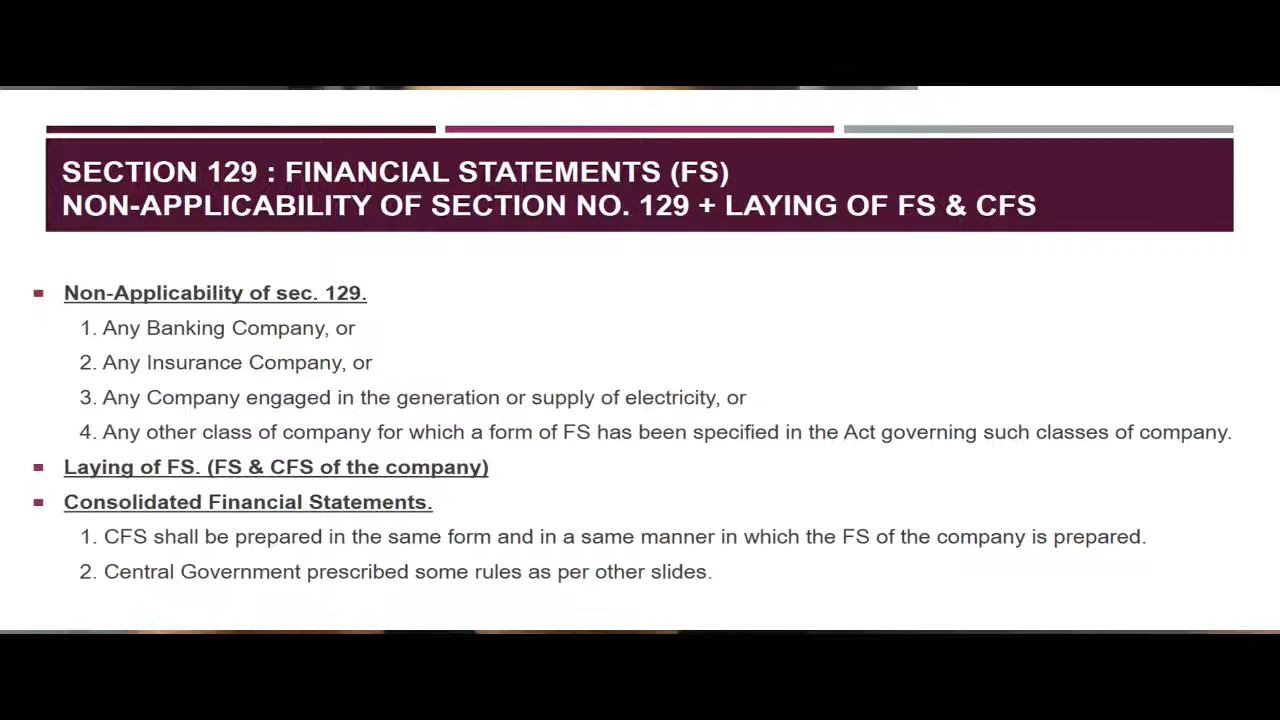 SECTION 129 : FINANCIAL STATEMENTS (FS)
NON-APPLICABILITY OF SECTION NO. 129 + LAYING OF FS & CFS
Non-Applicability of sec. 129.
1. Any Banking Company, or
2. Any Insurance Company, or
3. Any Company engaged in the generation or supply of electricity, or
4. Any other class of company for which a form of FS has been specified in the Act governing such classes of company.
Laying of FS. (FS & CFS of the company)
Consolidated Financial Statements.
1. CFS shall be prepared in the same form and in a same manner in which the FS of the company is prepared.
2. Central Government prescribed some rules as per other slides.